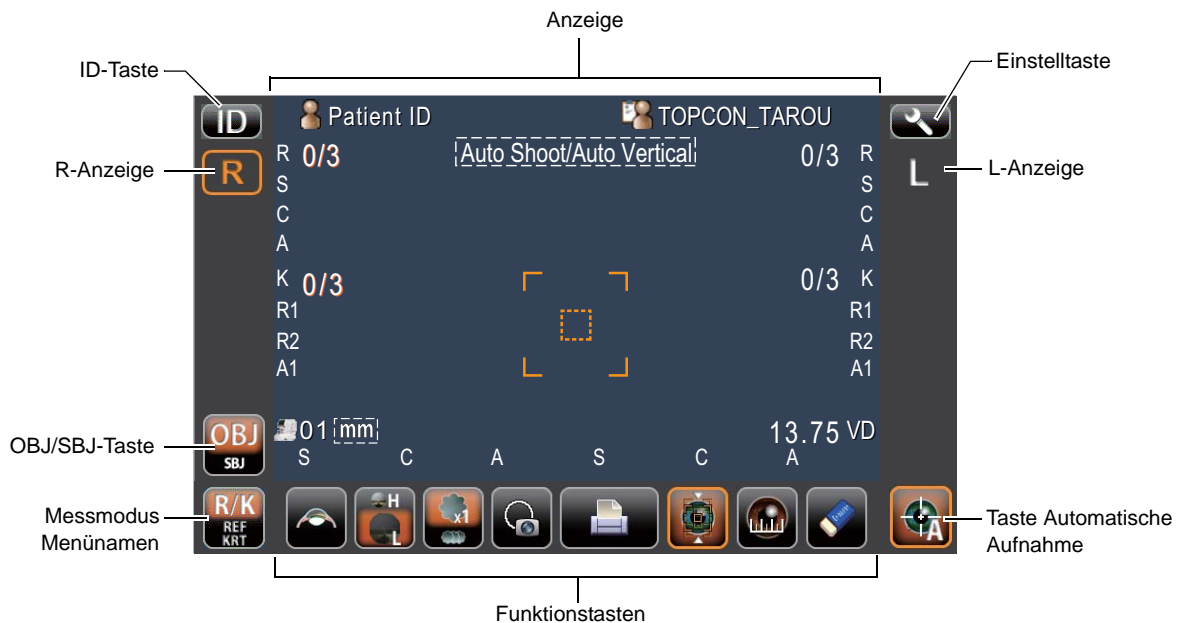 Anzeige
ID-Taste
Einstelltaste
ID
Patient ID
TOPCON_TAROU
R-Anzeige
R
R 0/3
Auto Shoot/Auto Vertical
0/3 R
L
L-Anzeige
S
S
C
C
A
A
K 0/3
0/3 K
R1
R1
R2
R2
A1
A1
OBJ/SBJ-Taste
OBJ
SBJ
01 mm
13.75 VD
S C A S C A
Messmodus
Menünamen
R/K
REF
KRT
H
L
x1
A
Taste Automatische
Aufnahme
Funktionstasten